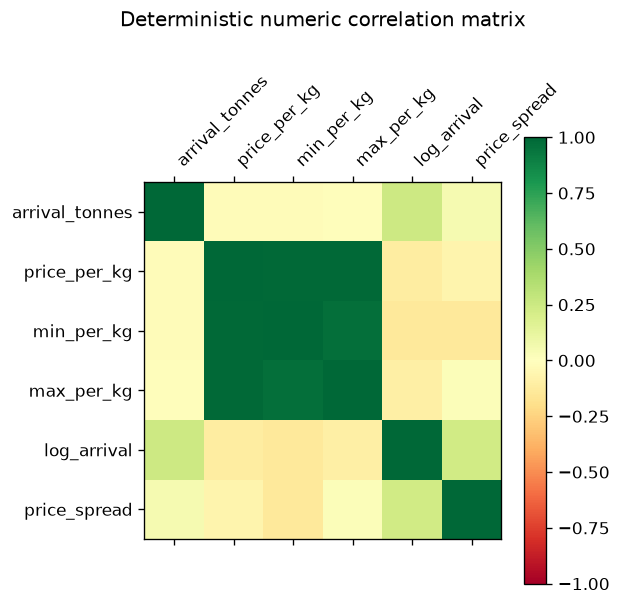 Deterministic numeric correlation matrix
arrival_tonnes
price_per_kg
min_per_kg
max_per_kg
log_arrival
price_spread
arrival_tonnes
price_per_kg
min_per_kg
max_per_kg
log_arrival
price_spread
1.00
0.75
0.50
0.25
0.00
−0.25
−0.50
−0.75
−1.00